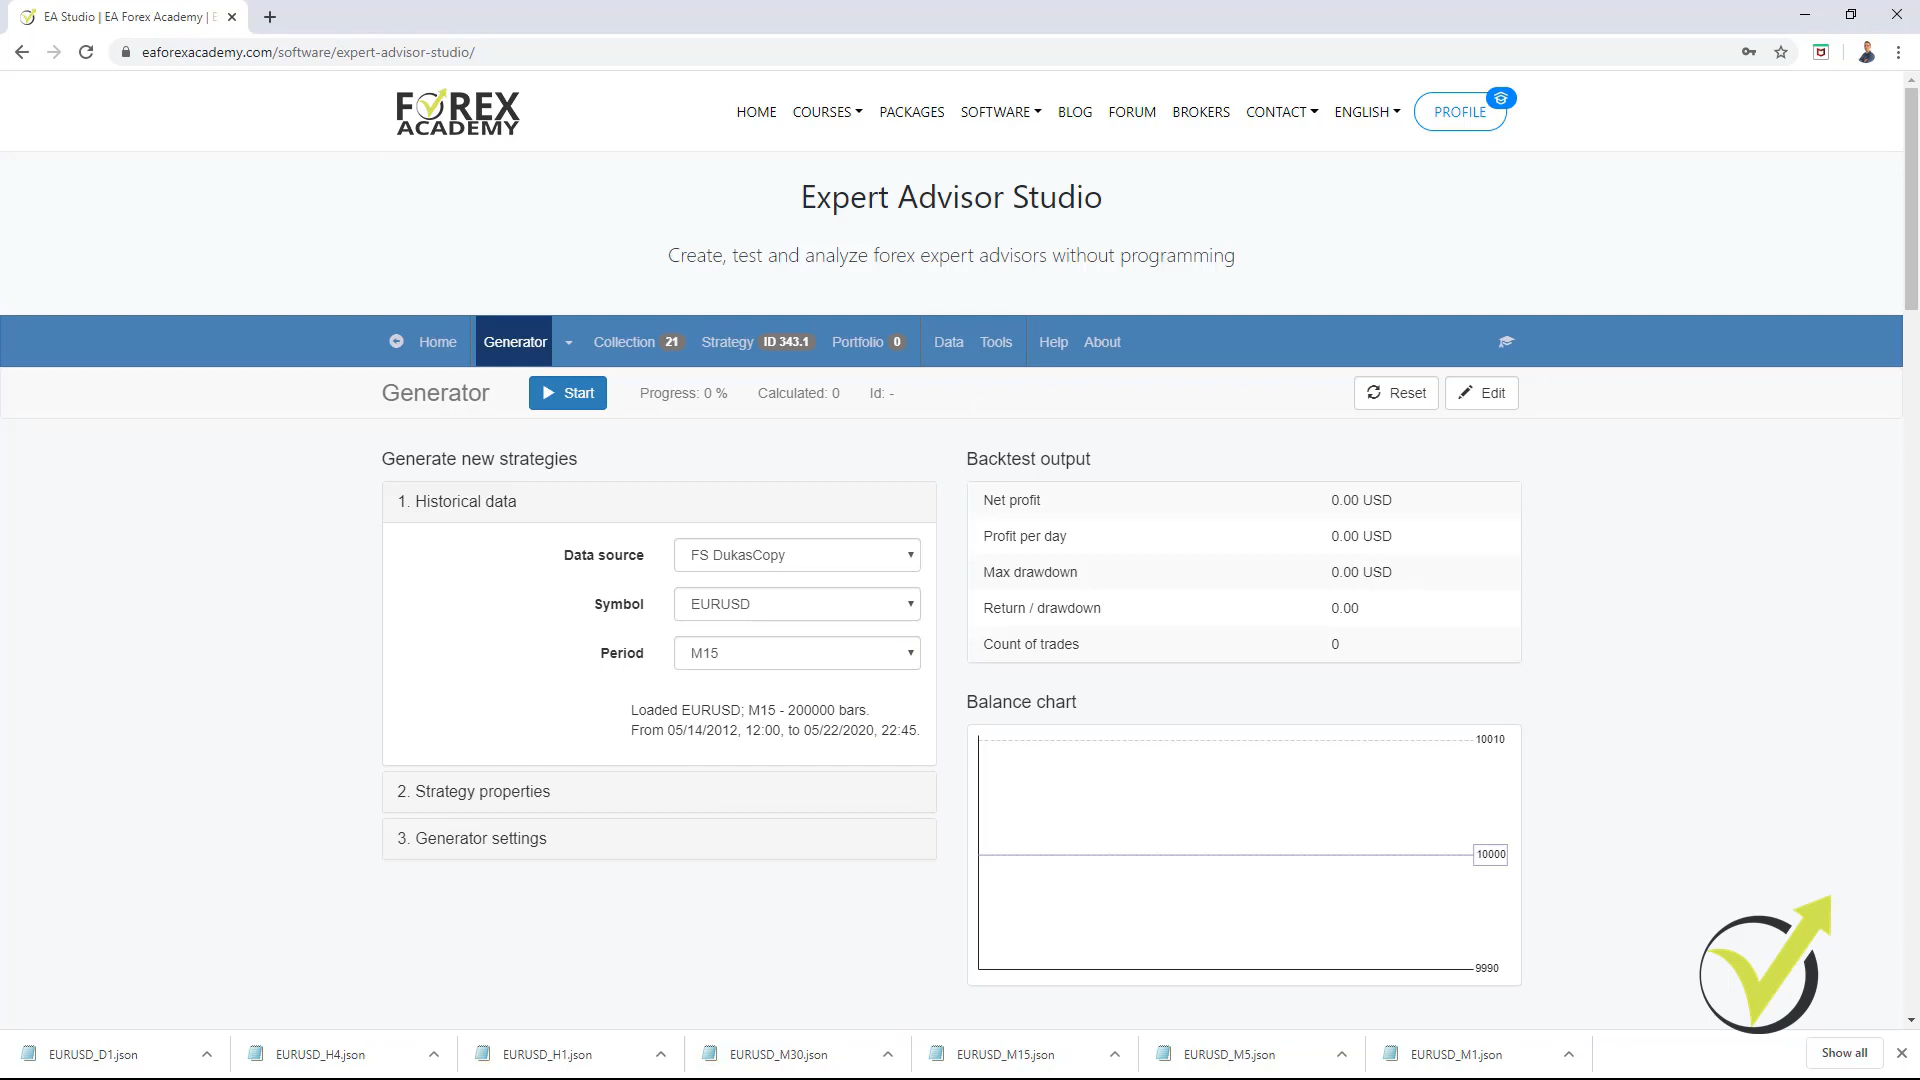 EA Studio | EA Forex Academy |
eaforexacademy.com/software/expert-advisor-studio/
FOREX
ACADEMY
HOME COURSES PACKAGES SOFTWARE BLOG FORUM BROKERS CONTACT ENGLISH PROFILE
Expert Advisor Studio
Create, test and analyze forex expert advisors without programming
Home Generator Collection 21 Strategy ID 343.1 Portfolio 0 Data Tools Help About
Generator Start Progress: 0 % Calculated: 0 Id: - Reset Edit
Generate new strategies
1. Historical data
Data source FS DukasCopy
Symbol EURUSD
Period M15
Loaded EURUSD; M15 - 200000 bars.
From 05/14/2012, 12:00, to 05/22/2020, 22:45.
2. Strategy properties
3. Generator settings
Backtest output
Net profit 0.00 USD
Profit per day 0.00 USD
Max drawdown 0.00 USD
Return / drawdown 0.00
Count of trades 0
Balance chart
10010
10000
9990
EURUSD_D1.json EURUSD_H4.json EURUSD_H1.json EURUSD_M30.json EURUSD_M15.json EURUSD_M5.json EURUSD_M1.json Show all